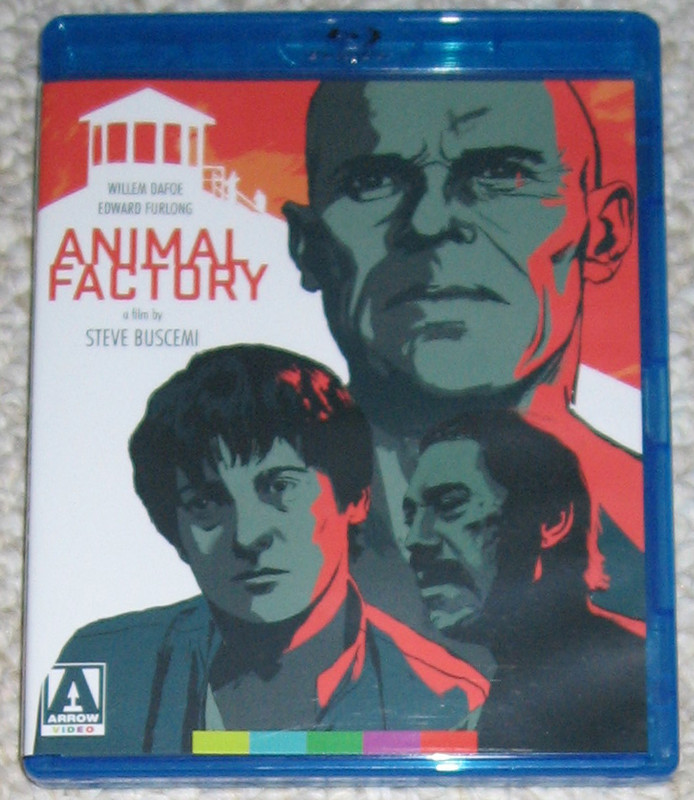 WILLEM DAFOE
EDWARD FURLONG
ANIMAL
FACTORY
a film by
STEVE BUSCEMI
A
ARROW
VIDEO